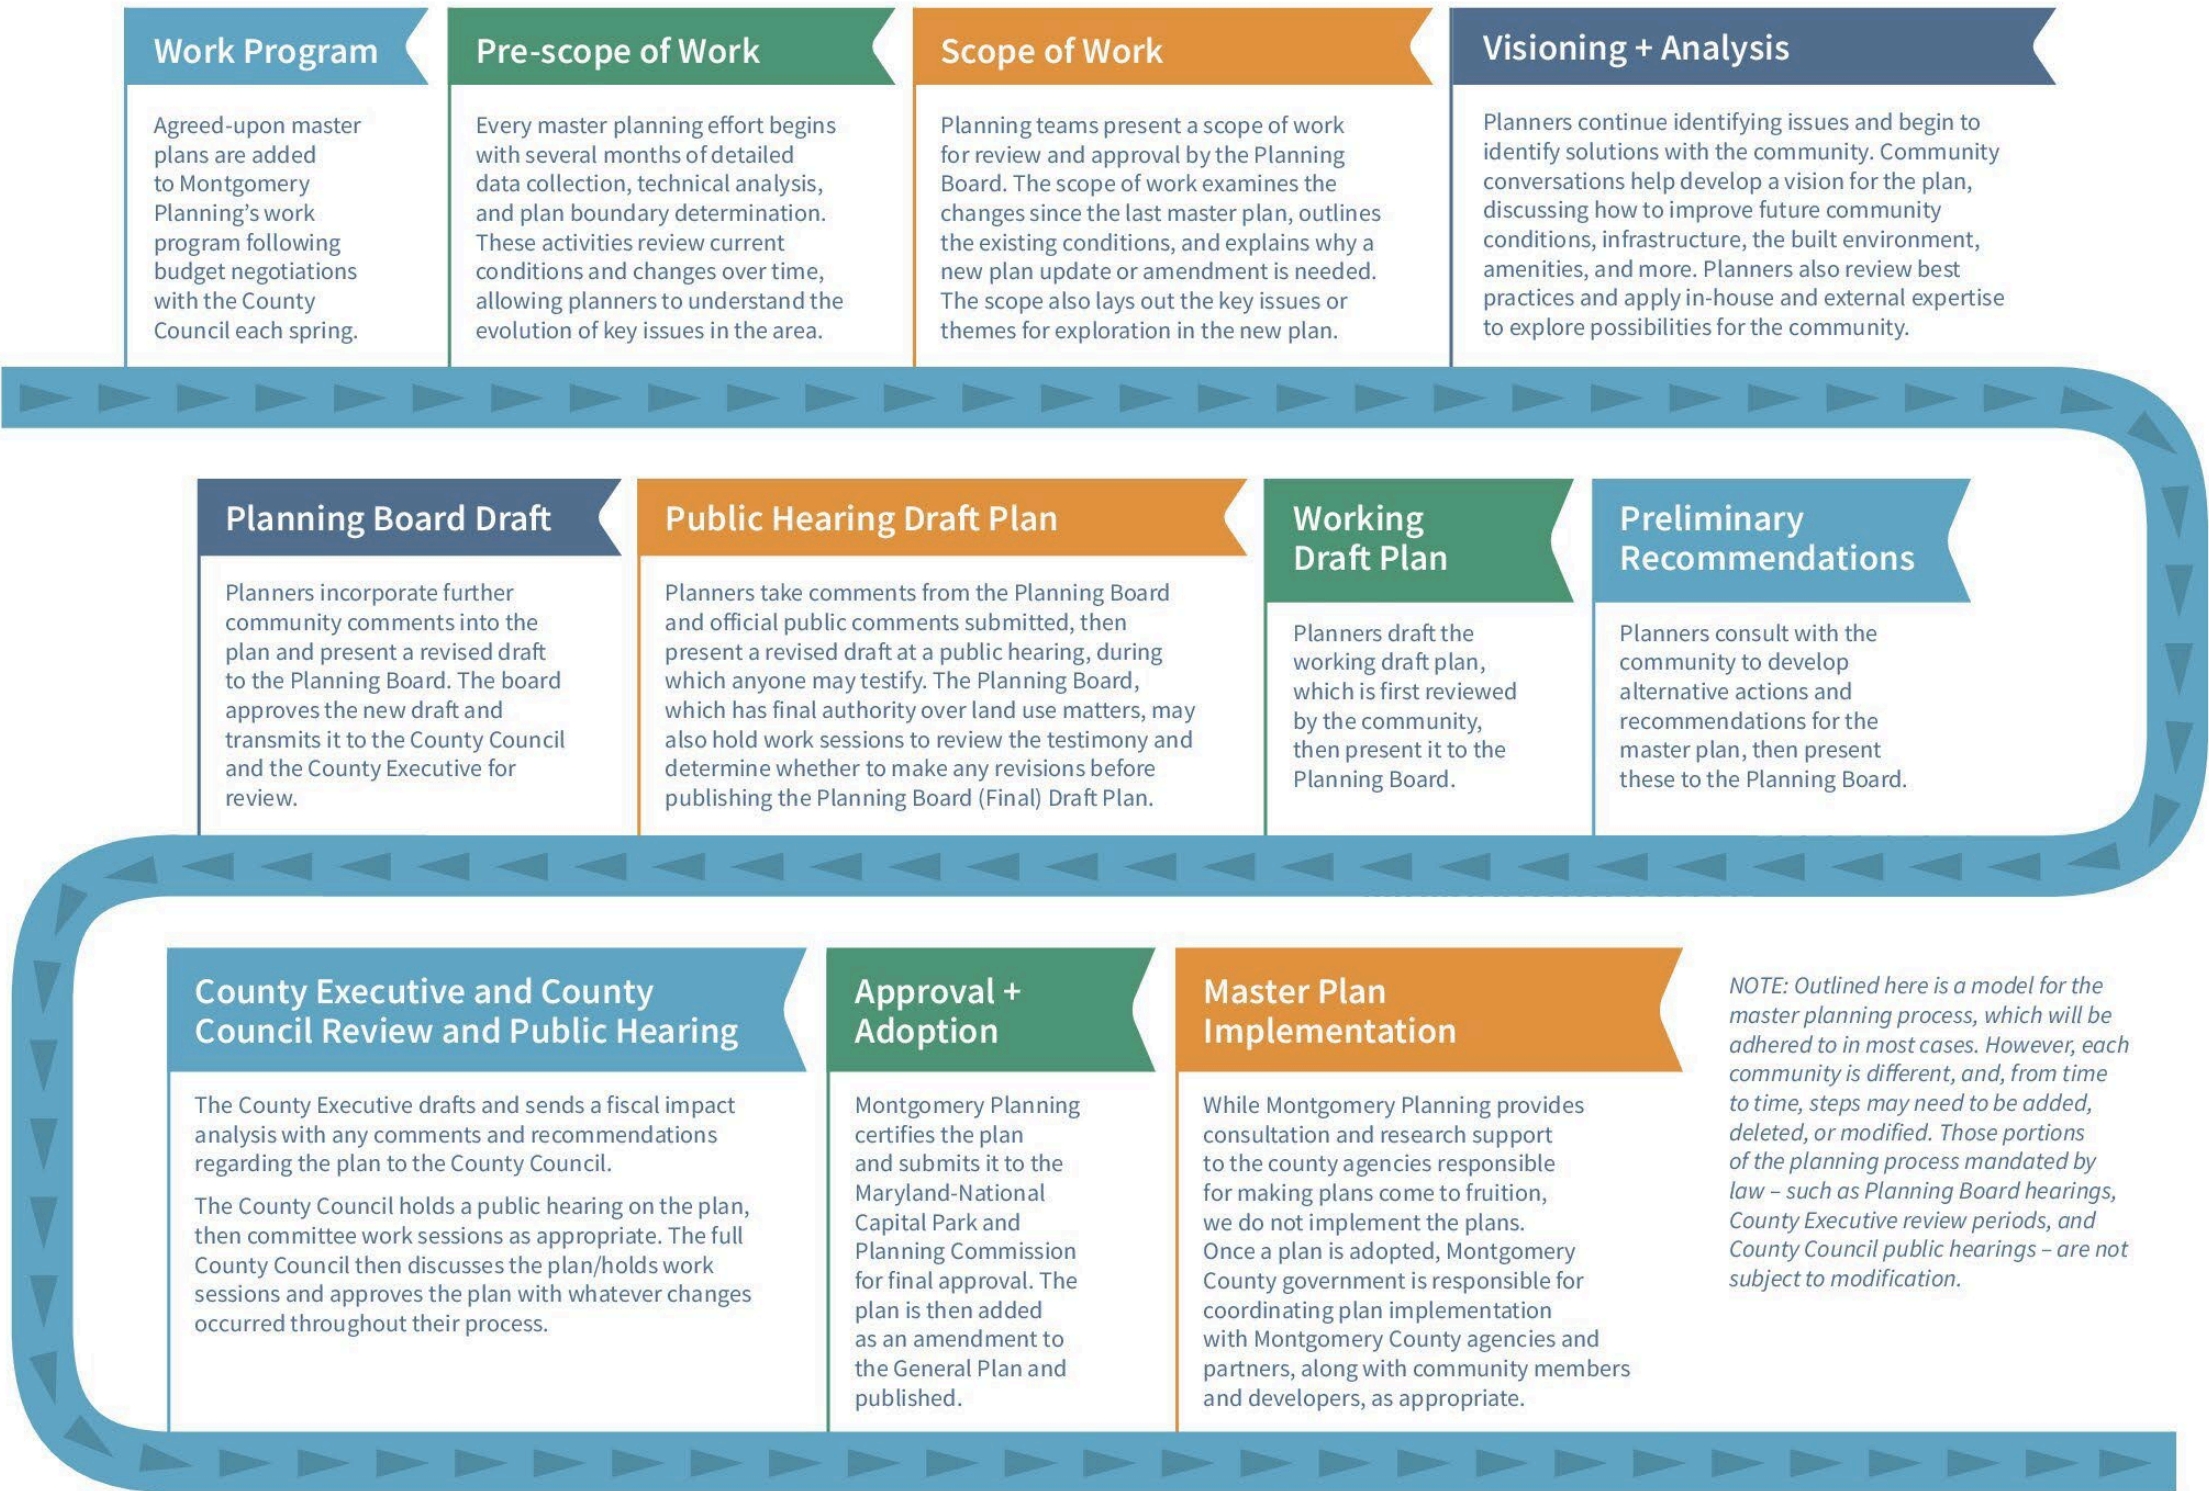 Work Program
Agreed-upon master
plans are added
to Montgomery
Planning's work
program following
budget negotiations
with the County
Council each spring.
Pre-scope of Work
Every master planning effort begins
with several months of detailed
data collection, technical analysis,
and plan boundary determination.
These activities review current
conditions and changes over time,
allowing planners to understand the
evolution of key issues in the area.
Scope of Work
Planning teams present a scope of work
for review and approval by the Planning
Board. The scope of work examines the
changes since the last master plan, outlines
the existing conditions, and explains why a
new plan update or amendment is needed.
The scope also lays out the key issues or
themes for exploration in the new plan.
Visioning + Analysis
Planners continue identifying issues and begin to
identify solutions with the community. Community
conversations help develop a vision for the plan,
discussing how to improve future community
conditions, infrastructure, the built environment,
amenities, and more. Planners also review best
practices and apply in-house and external expertise
to explore possibilities for the community.
Preliminary
Recommendations
Planners consult with the
community to develop
alternative actions and
recommendations for the
master plan, then present
these to the Planning Board.
Working
Draft Plan
Planners draft the
working draft plan,
which is first reviewed
by the community,
then present it to the
Planning Board.
Public Hearing Draft Plan
Planners take comments from the Planning Board
and official public comments submitted, then
present a revised draft at a public hearing, during
which anyone may testify. The Planning Board,
which has final authority over land use matters, may
also hold work sessions to review the testimony and
determine whether to make any revisions before
publishing the Planning Board (Final) Draft Plan.
Planning Board Draft
Planners incorporate further
community comments into the
plan and present a revised draft
to the Planning Board. The board
approves the new draft and
transmits it to the County Council
and the County Executive for
review.
County Executive and County
Council Review and Public Hearing
The County Executive drafts and sends a fiscal impact
analysis with any comments and recommendations
regarding the plan to the County Council.
The County Council holds a public hearing on the plan,
then committee work sessions as appropriate. The full
County Council then discusses the plan/holds work
sessions and approves the plan with whatever changes
occurred throughout their process.
Approval +
Adoption
Montgomery Planning
certifies the plan
and submits it to the
Maryland-National
Capital Park and
Planning Commission
for final approval. The
plan is then added
as an amendment to
the General Plan and
published.
Master Plan
Implementation
While Montgomery Planning provides
consultation and research support
to the county agencies responsible
for making plans come to fruition,
we do not implement the plans.
Once a plan is adopted, Montgomery
County government is responsible for
coordinating plan implementation
with Montgomery County agencies and
partners, along with community members
and developers, as appropriate.
NOTE: Outlined here is a model for the
master planning process, which will be
adhered to in most cases. However, each
community is different, and, from time
to time, steps may need to be added,
deleted, or modified. Those portions
of the planning process mandated by
law – such as Planning Board hearings,
County Executive review periods, and
County Council public hearings – are not
subject to modification.